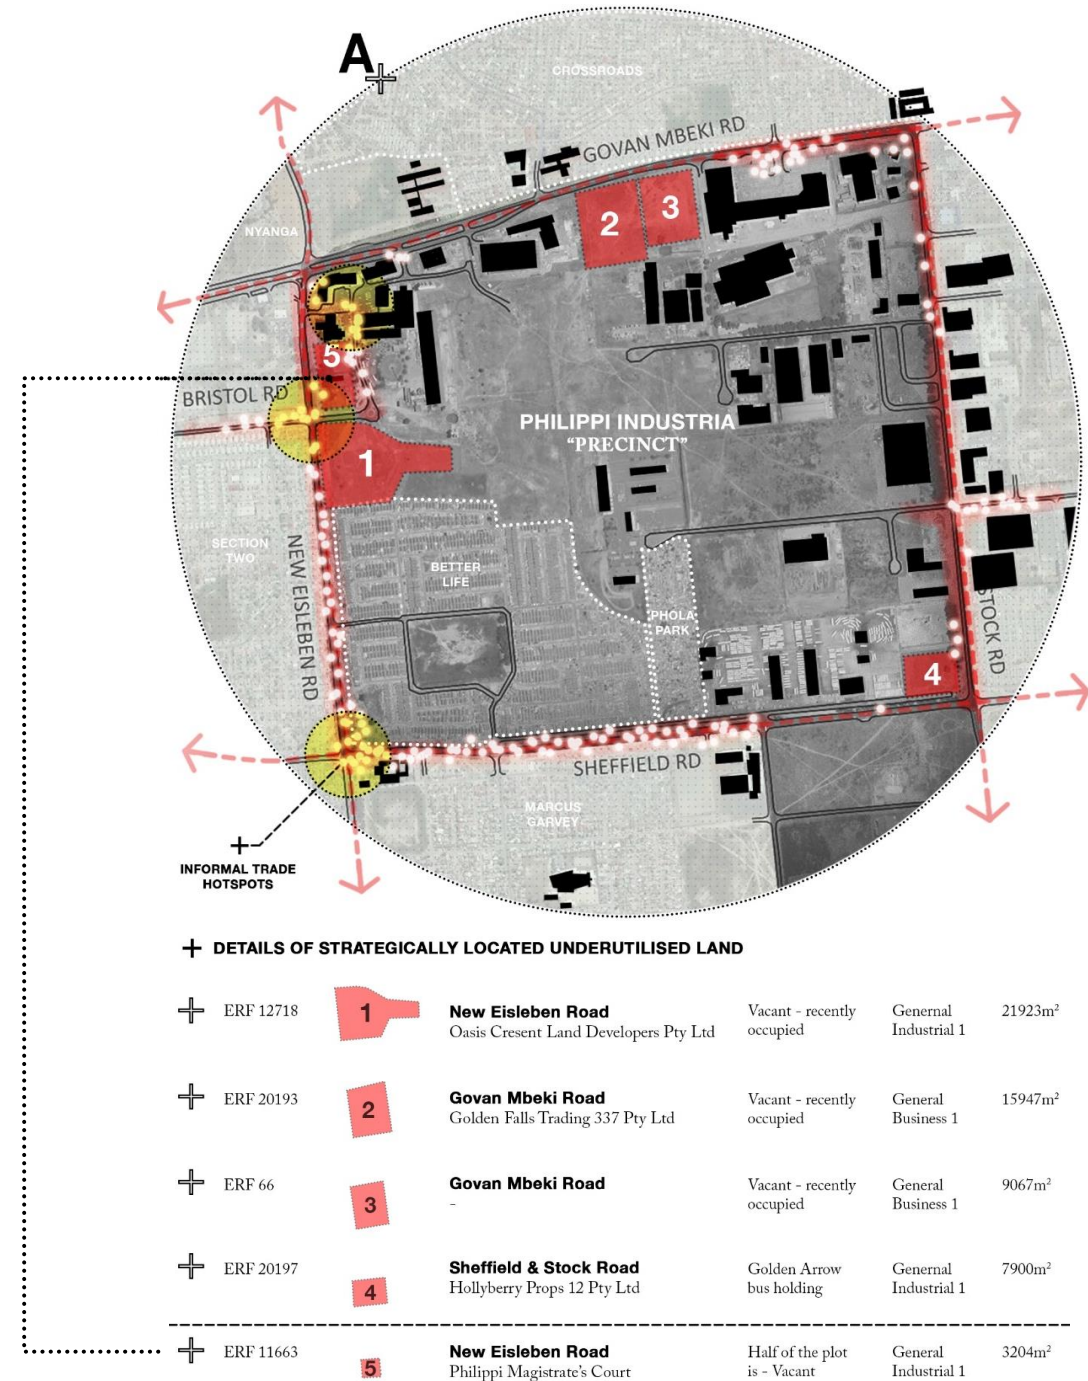 A
CROSSROADS
GOVAN MBEKI RD
NYANGA
2
3
5
BRISTOL RD
PHILIPPI INDUSTRIA
“PRECINCT”
1
SECTION
TWO
NEW EISLEBEN RD
BETTER
LIFE
PHOLA
PARK
STOCK RD
4
SHEFFIELD RD
MARCUS
GARVEY
INFORMAL TRADE
HOTSPOTS
+ DETAILS OF STRATEGICALLY LOCATED UNDERUTILISED LAND
ERF 12718 1 New Eisleben Road Vacant - recently Genernal 21923m²
Oasis Cresent Land Developers Pty Ltd occupied Industrial 1
ERF 20193 2 Govan Mbeki Road Vacant - recently General 15947m²
Golden Falls Trading 337 Pty Ltd occupied Business 1
ERF 66 3 Govan Mbeki Road Vacant - recently General 9067m²
- occupied Business 1
ERF 20197 4 Sheffield & Stock Road Golden Arrow Genernal 7900m²
Hollyberry Props 12 Pty Ltd bus holding Industrial 1
ERF 11663 5 New Eisleben Road Half of the plot General 3204m²
Philippi Magistrate's Court is - Vacant Industrial 1